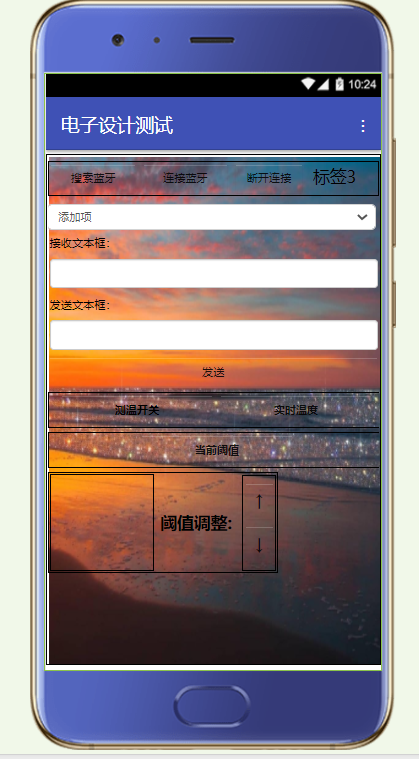 10:24
电子设计测试
搜索蓝牙 连接蓝牙 断开连接 标签3
添加项
接收文本框:
发送文本框:
发送
测温开关 实时温度
当前阈值
↑
阈值调整:
↓